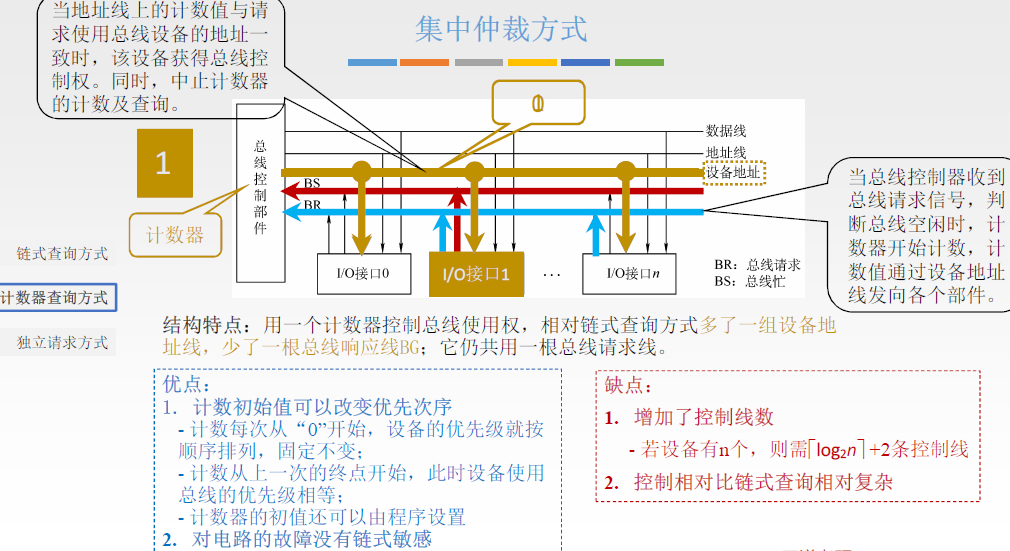 当地址线上的计数值与请
求使用总线设备的地址一
致时，该设备获得总线控
制权。同时，中止计数器
的计数及查询。
集中仲裁方式
1
计数器
总线控制部件
数据线
地址线
设备地址
BS
BR
I/O接口0
I/O接口1
…
I/O接口n
BR：总线请求
BS：总线忙
当总线控制器收到
总线请求信号，判
断总线空闲时，计
数器开始计数，计
数值通过设备地址
线发向各个部件。
链式查询方式
计数器查询方式
独立请求方式
结构特点：用一个计数器控制总线使用权，相对链式查询方式多了一组设备地
址线，少了一根总线响应线BG；它仍共用一根总线请求线。
优点：
1. 计数初始值可以改变优先次序
- 计数每次从“0”开始，设备的优先级就按
顺序排列，固定不变；
- 计数从上一次的终点开始，此时设备使用
总线的优先级相等；
- 计数器的初值还可以由程序设置
2. 对电路的故障没有链式敏感
缺点：
1. 增加了控制线数
- 若设备有n个，则需⌈log₂n⌉+2条控制线
2. 控制相对比链式查询相对复杂